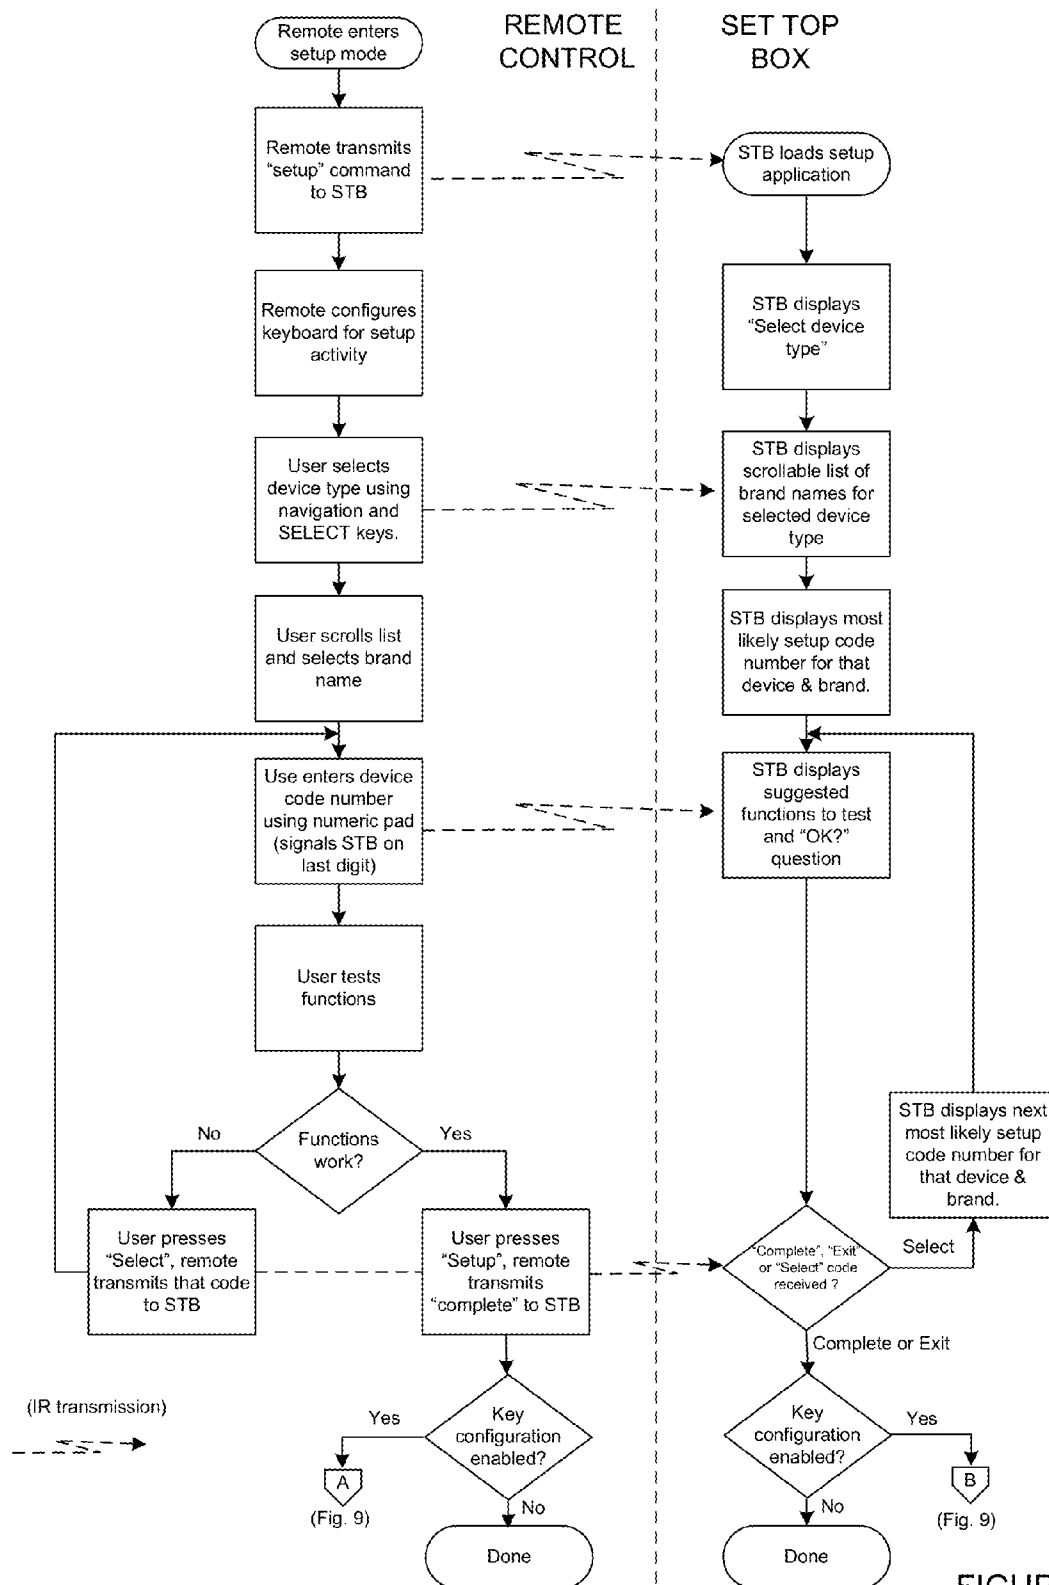 REMOTE
CONTROL
SET TOP
BOX
Remote enters
setup mode
Remote transmits
“setup” command
to STB
STB loads setup
application
Remote configures
keyboard for setup
activity
STB displays
“Select device
type”
User selects
device type using
navigation and
SELECT keys.
STB displays
scrollable list of
brand names for
selected device
type
User scrolls list
and selects brand
name
STB displays most
likely setup code
number for that
device & brand.
Use enters device
code number
using numeric pad
(signals STB on
last digit)
STB displays
suggested
functions to test
and “OK?”
question
User tests
functions
Functions
work?
No
Yes
STB displays next
most likely setup
code number for
that device &
brand.
User presses
“Select”, remote
transmits that code
to STB
User presses
“Setup”, remote
transmits
“complete” to STB
“Complete”, “Exit”
or “Select” code
received ?
Select
Complete or Exit
(IR transmission)
Key
configuration
enabled?
Yes
A
(Fig. 9)
No
Done
Key
configuration
enabled?
Yes
B
(Fig. 9)
No
Done